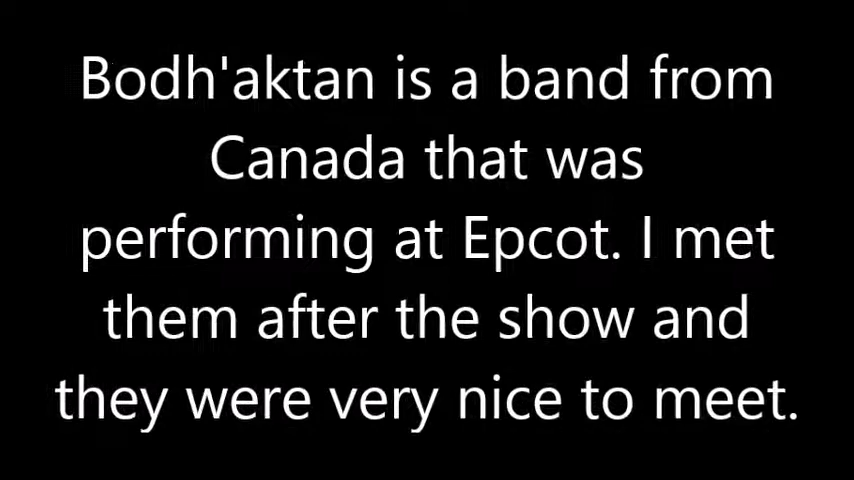 Bodh'aktan is a band from
Canada that was
performing at Epcot. I met
them after the show and
they were very nice to meet.